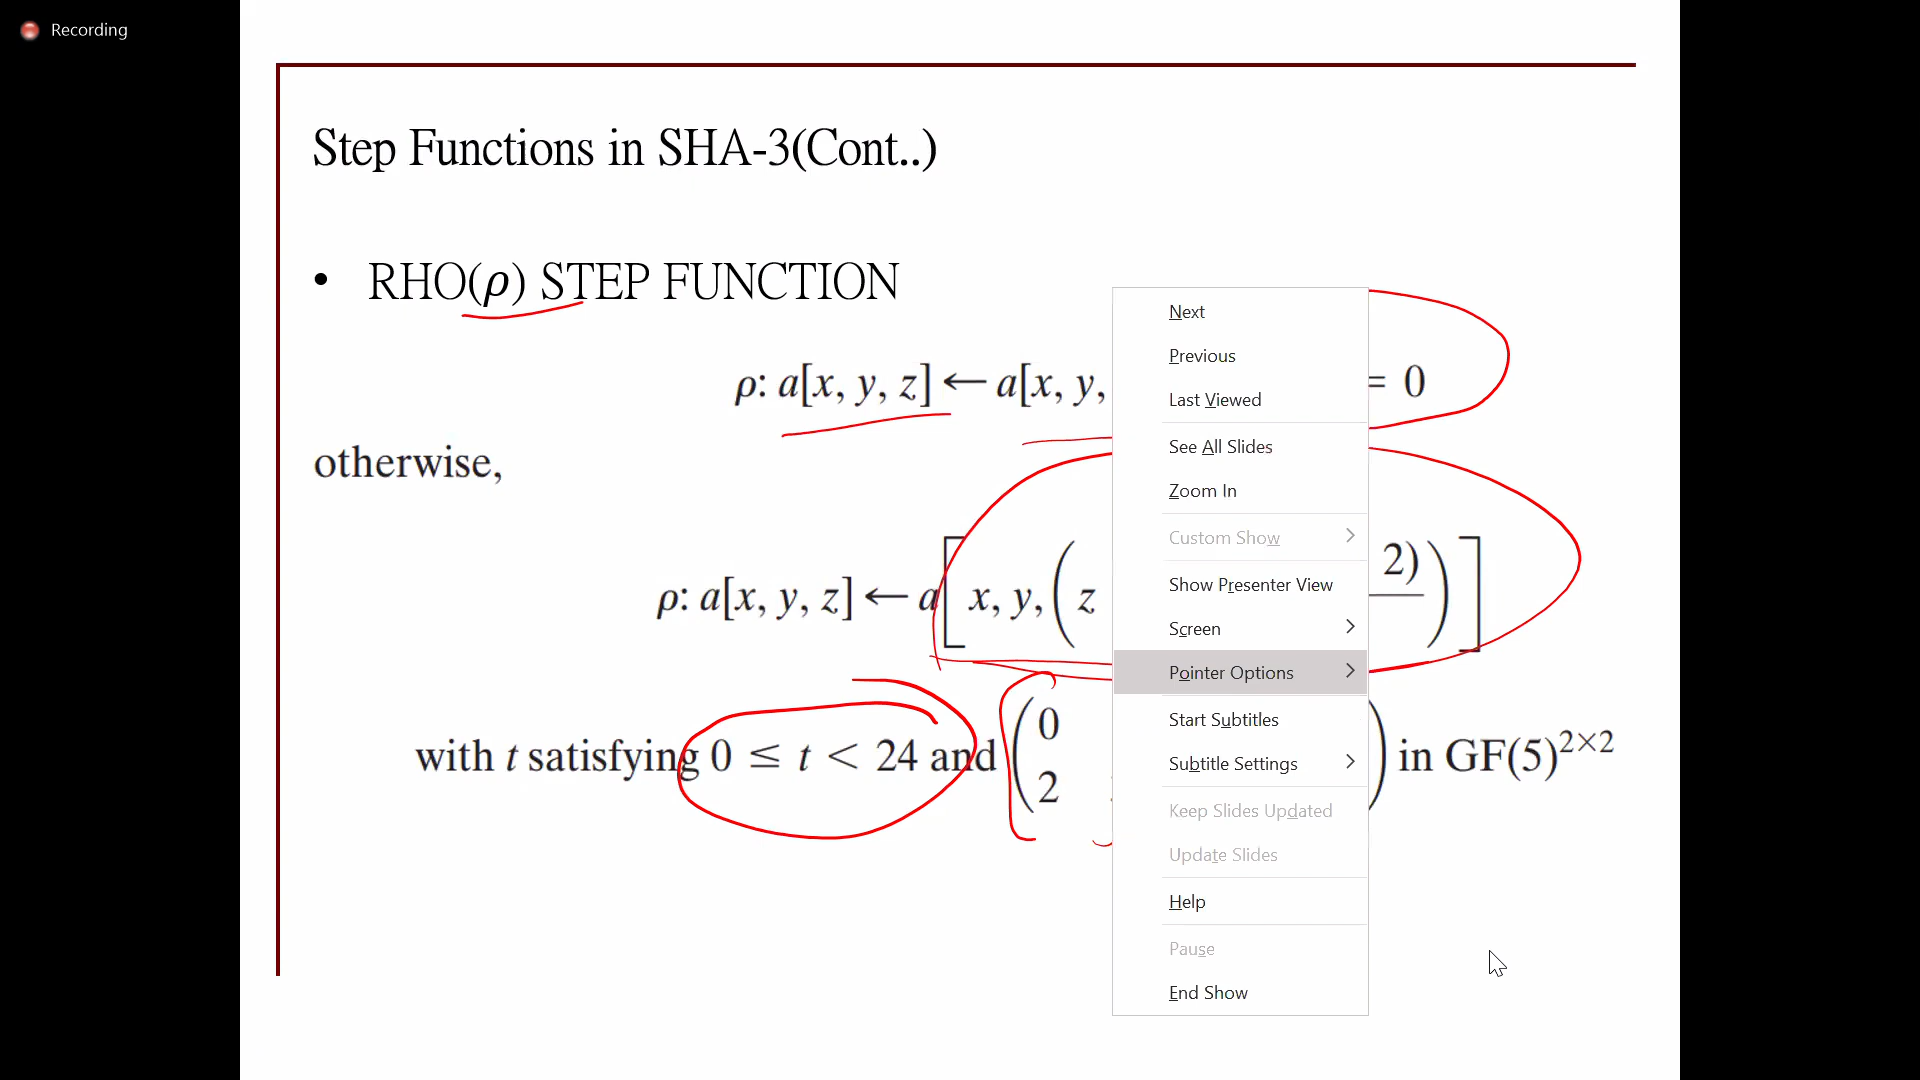 Recording
Step Functions in SHA-3(Cont..)
• RHO(ρ) STEP FUNCTION
ρ: a[x, y, z] ← a[x, y, = 0
otherwise,
ρ: a[x, y, z] ← a[ x, y, ( z 2) ) ]
with t satisfying 0 ≤ t < 24 and ( 0 2 ) in GF(5)^{2×2}
Next
Previous
Last Viewed
See All Slides
Zoom In
Custom Show
Show Presenter View
Screen
Pointer Options
Start Subtitles
Subtitle Settings
Keep Slides Updated
Update Slides
Help
Pause
End Show